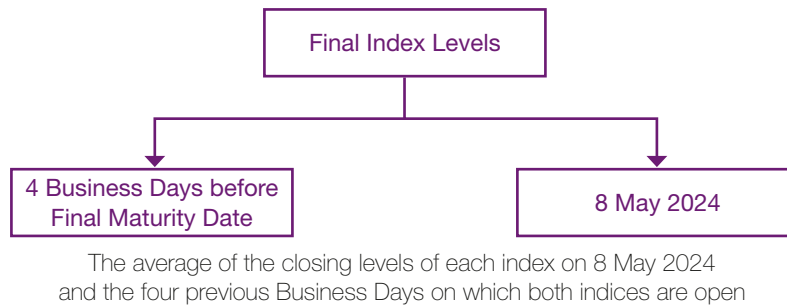 Final Index Levels
4 Business Days before
Final Maturity Date
8 May 2024
The average of the closing levels of each index on 8 May 2024
and the four previous Business Days on which both indices are open